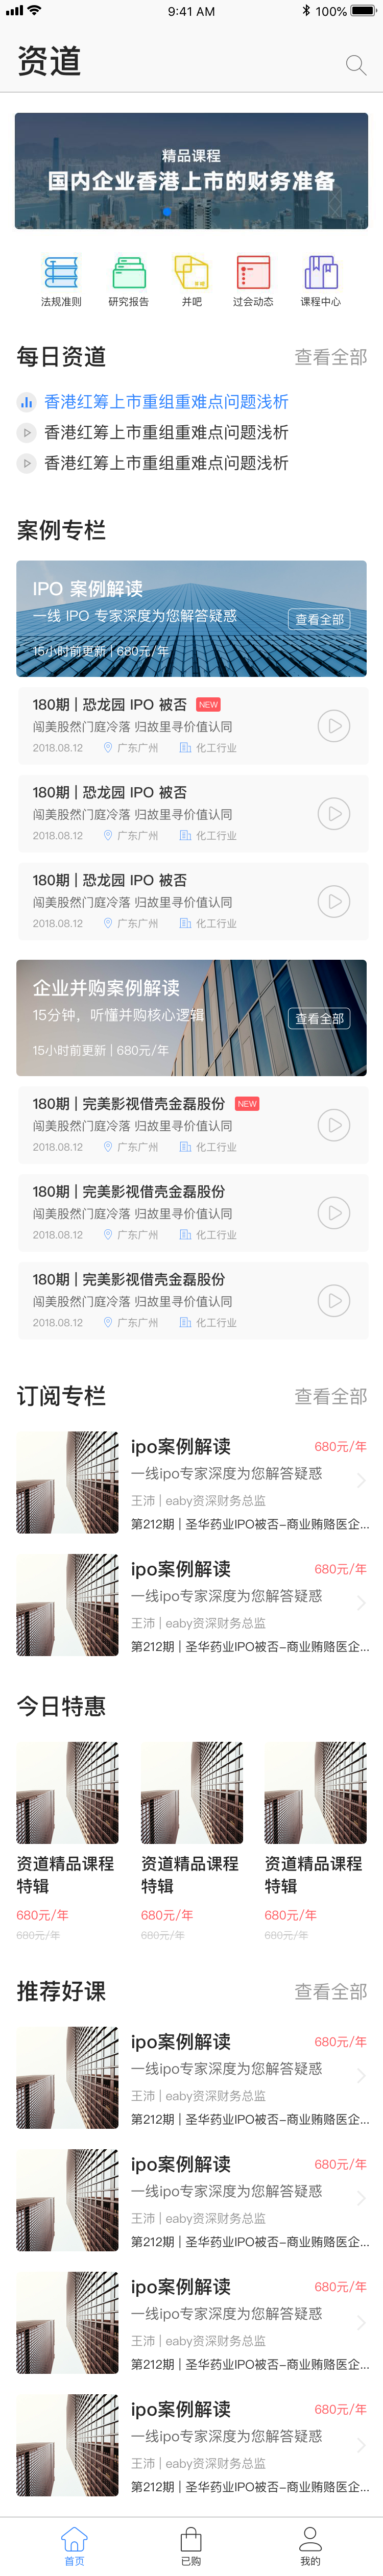 9:41 AM 100%
资道
精品课程
国内企业香港上市的财务准备
法规准则 研究报告 并吧 过会动态 课程中心
每日资道 查看全部
香港红筹上市重组重难点问题浅析
香港红筹上市重组重难点问题浅析
香港红筹上市重组重难点问题浅析
案例专栏
IPO 案例解读
一线 IPO 专家深度为您解答疑惑 查看全部
15小时前更新 | 680元/年
180期 | 恐龙园 IPO 被否 NEW
闯美股然门庭冷落 归故里寻价值认同
2018.08.12 广东广州 化工行业
180期 | 恐龙园 IPO 被否
闯美股然门庭冷落 归故里寻价值认同
2018.08.12 广东广州 化工行业
180期 | 恐龙园 IPO 被否
闯美股然门庭冷落 归故里寻价值认同
2018.08.12 广东广州 化工行业
企业并购案例解读
15分钟，听懂并购核心逻辑 查看全部
15小时前更新 | 680元/年
180期 | 完美影视借壳金磊股份 NEW
闯美股然门庭冷落 归故里寻价值认同
2018.08.12 广东广州 化工行业
180期 | 完美影视借壳金磊股份
闯美股然门庭冷落 归故里寻价值认同
2018.08.12 广东广州 化工行业
180期 | 完美影视借壳金磊股份
闯美股然门庭冷落 归故里寻价值认同
2018.08.12 广东广州 化工行业
订阅专栏 查看全部
ipo案例解读 680元/年
一线ipo专家深度为您解答疑惑
王沛 | eaby资深财务总监
第212期 | 圣华药业IPO被否-商业贿赂医企...
ipo案例解读 680元/年
一线ipo专家深度为您解答疑惑
王沛 | eaby资深财务总监
第212期 | 圣华药业IPO被否-商业贿赂医企...
今日特惠
资道精品课程 资道精品课程 资道精品课程
特辑 特辑 特辑
680元/年 680元/年 680元/年
680元/年 680元/年 680元/年
推荐好课 查看全部
ipo案例解读 680元/年
一线ipo专家深度为您解答疑惑
王沛 | eaby资深财务总监
第212期 | 圣华药业IPO被否-商业贿赂医企...
ipo案例解读 680元/年
一线ipo专家深度为您解答疑惑
王沛 | eaby资深财务总监
第212期 | 圣华药业IPO被否-商业贿赂医企...
ipo案例解读 680元/年
一线ipo专家深度为您解答疑惑
王沛 | eaby资深财务总监
第212期 | 圣华药业IPO被否-商业贿赂医企...
ipo案例解读 680元/年
一线ipo专家深度为您解答疑惑
王沛 | eaby资深财务总监
第212期 | 圣华药业IPO被否-商业贿赂医企...
首页 已购 我的